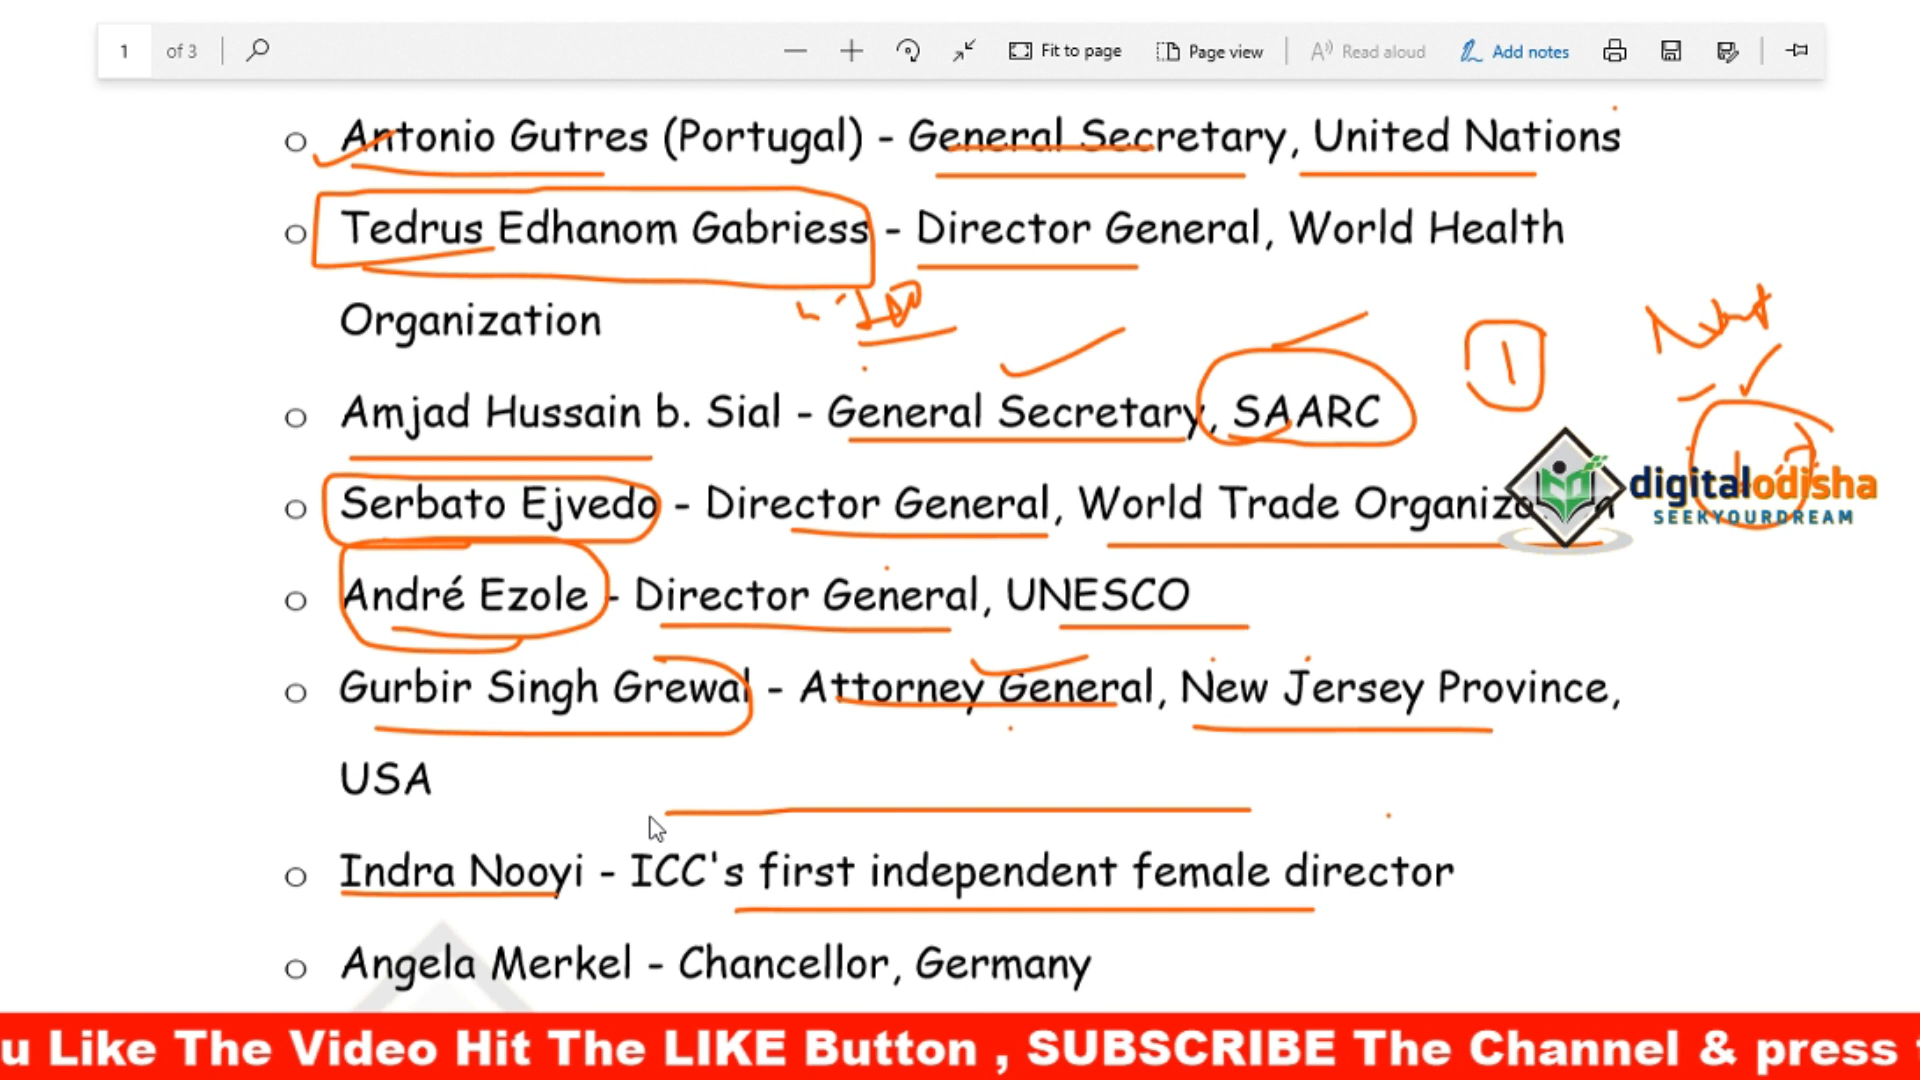 1 of 3 Fit to page Page view Read aloud Add notes
o Antonio Gutres (Portugal) - General Secretary, United Nations
o Tedrus Edhanom Gabriess - Director General, World Health
Organization
o Amjad Hussain b. Sial - General Secretary, SAARC
1
o Serbato Ejvedo - Director General, World Trade
digitalodisha
SEEKYOURDREAM
o André Ezole - Director General, UNESCO
o Gurbir Singh Grewal - Attorney General, New Jersey Province,
USA
o Indra Nooyi - ICC's first independent female director
o Angela Merkel - Chancellor, Germany
u Like The Video Hit The LIKE Button , SUBSCRIBE The Channel & press